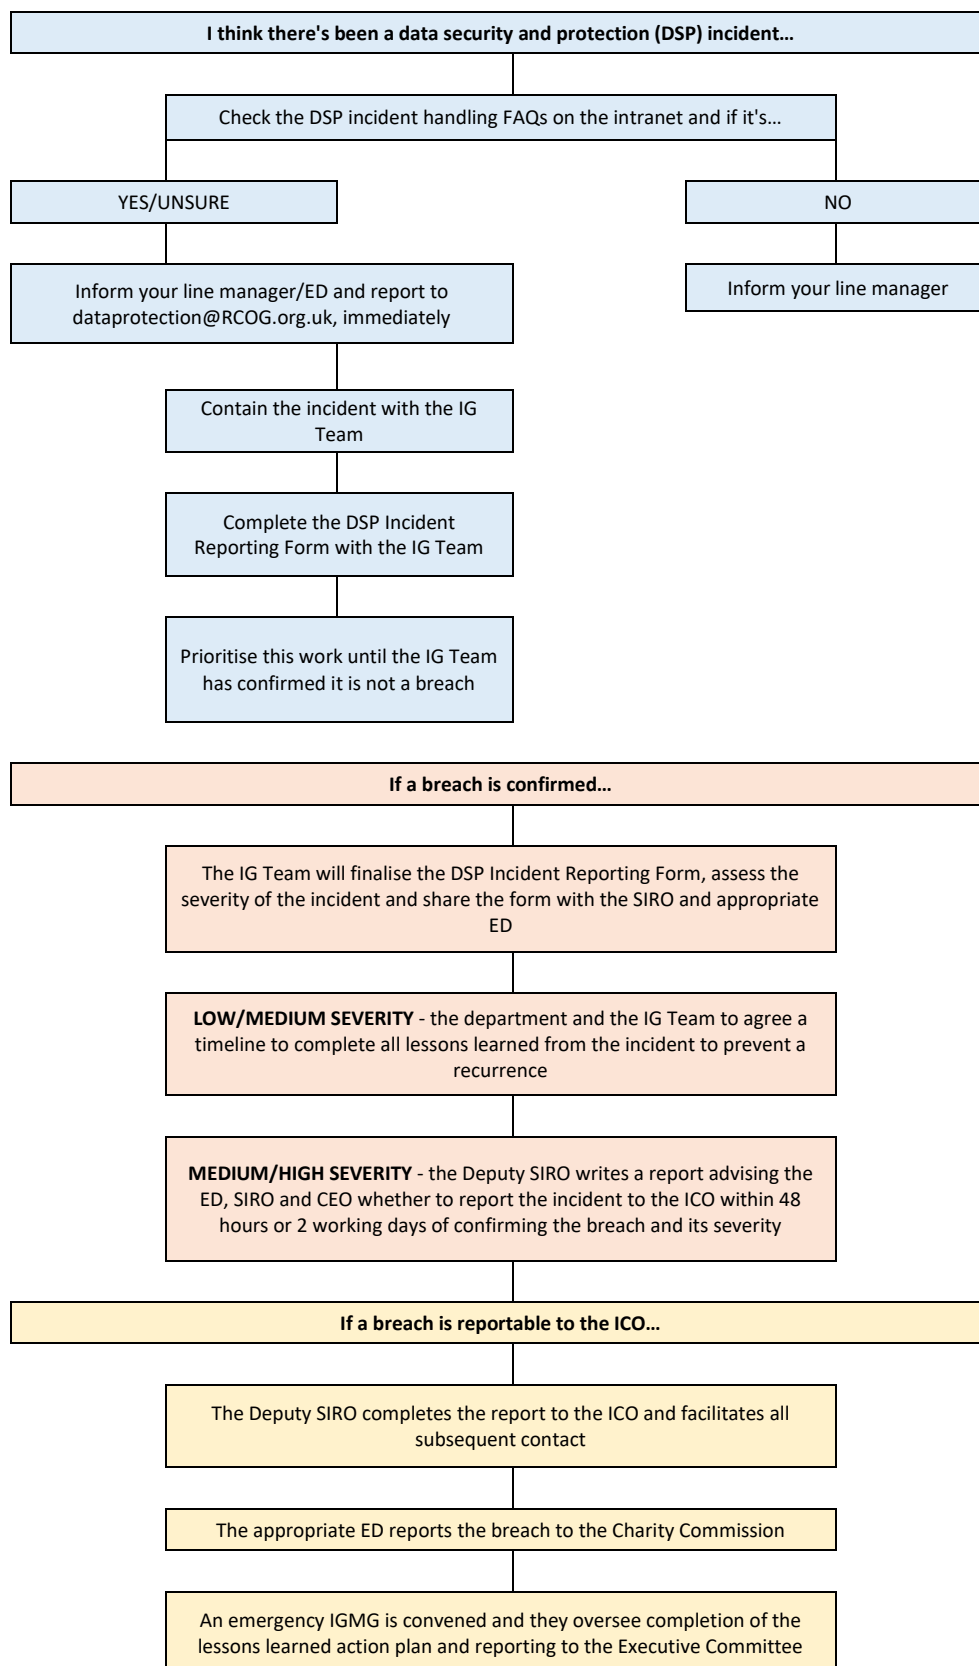 I think there's been a data security and protection (DSP) incident...
Check the DSP incident handling FAQs on the intranet and if it's...
YES/UNSURE
NO
Inform your line manager/ED and report to
dataprotection@RCOG.org.uk, immediately
Inform your line manager
Contain the incident with the IG
Team
Complete the DSP Incident
Reporting Form with the IG Team
Prioritise this work until the IG Team
has confirmed it is not a breach
If a breach is confirmed...
The IG Team will finalise the DSP Incident Reporting Form, assess the
severity of the incident and share the form with the SIRO and appropriate
ED
LOW/MEDIUM SEVERITY - the department and the IG Team to agree a
timeline to complete all lessons learned from the incident to prevent a
recurrence
MEDIUM/HIGH SEVERITY - the Deputy SIRO writes a report advising the
ED, SIRO and CEO whether to report the incident to the ICO within 48
hours or 2 working days of confirming the breach and its severity
If a breach is reportable to the ICO...
The Deputy SIRO completes the report to the ICO and facilitates all
subsequent contact
The appropriate ED reports the breach to the Charity Commission
An emergency IGMG is convened and they oversee completion of the
lessons learned action plan and reporting to the Executive Committee